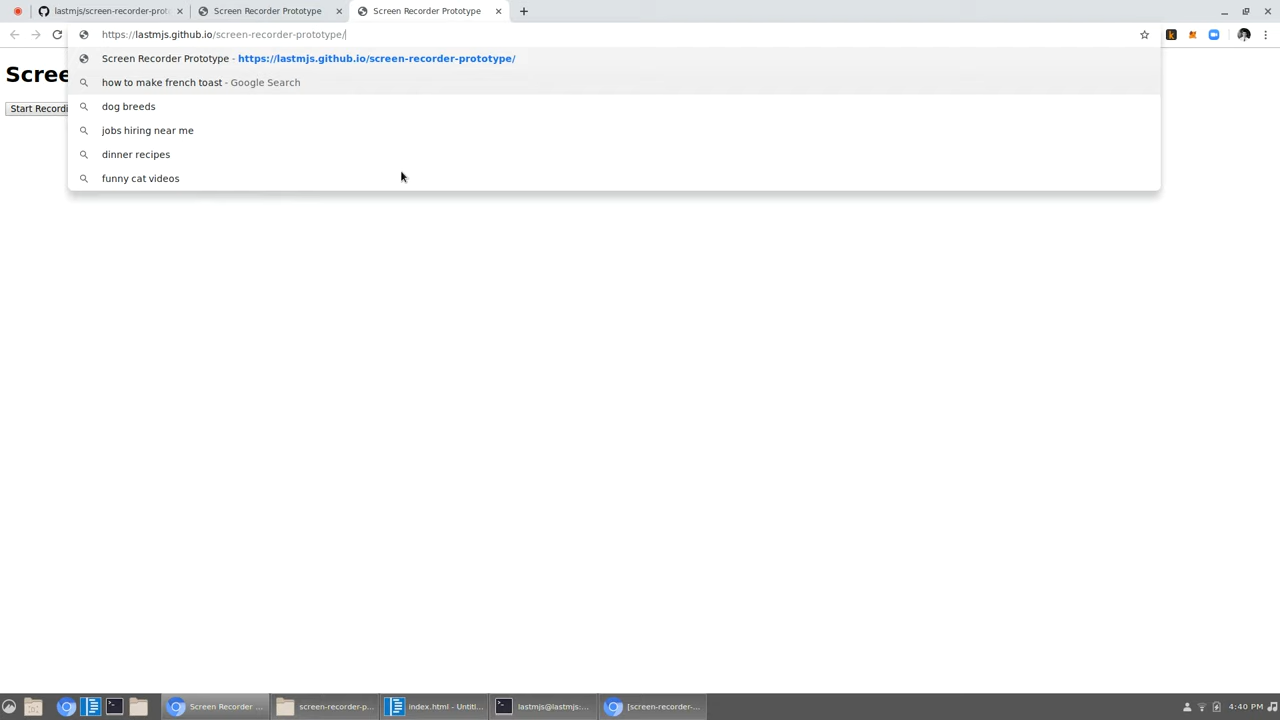 lastmjs/screen-recorder-prot
Screen Recorder Prototype
Screen Recorder Prototype
https://lastmjs.github.io/screen-recorder-prototype/
Screen Recorder Prototype - https://lastmjs.github.io/screen-recorder-prototype/
how to make french toast - Google Search
dog breeds
jobs hiring near me
dinner recipes
funny cat videos
Scree
Start Recordi
Screen Recorder ...
screen-recorder-p...
index.html - Untitl...
lastmjs@lastmjs:...
[screen-recorder-...
4:40 PM